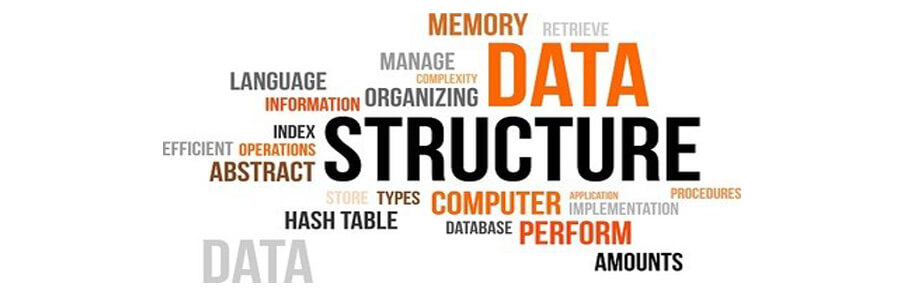 MEMORY
RETRIEVE
DATA
MANAGE
COMPLEXITY
LANGUAGE
INFORMATION
ORGANIZING
INDEX
STRUCTURE
EFFICIENT
OPERATIONS
ABSTRACT
STORE
TYPES
COMPUTER
APPLICATION
PROCEDURES
IMPLEMENTATION
HASH TABLE
DATABASE
PERFORM
DATA
AMOUNTS